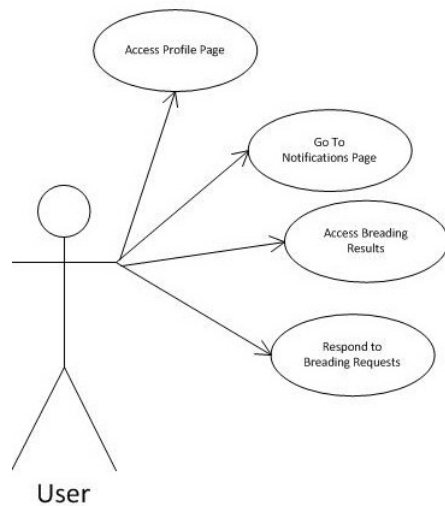 Access Profile Page
Go To
Notifications Page
Access Breading
Results
Respond to
Breading Requests
User